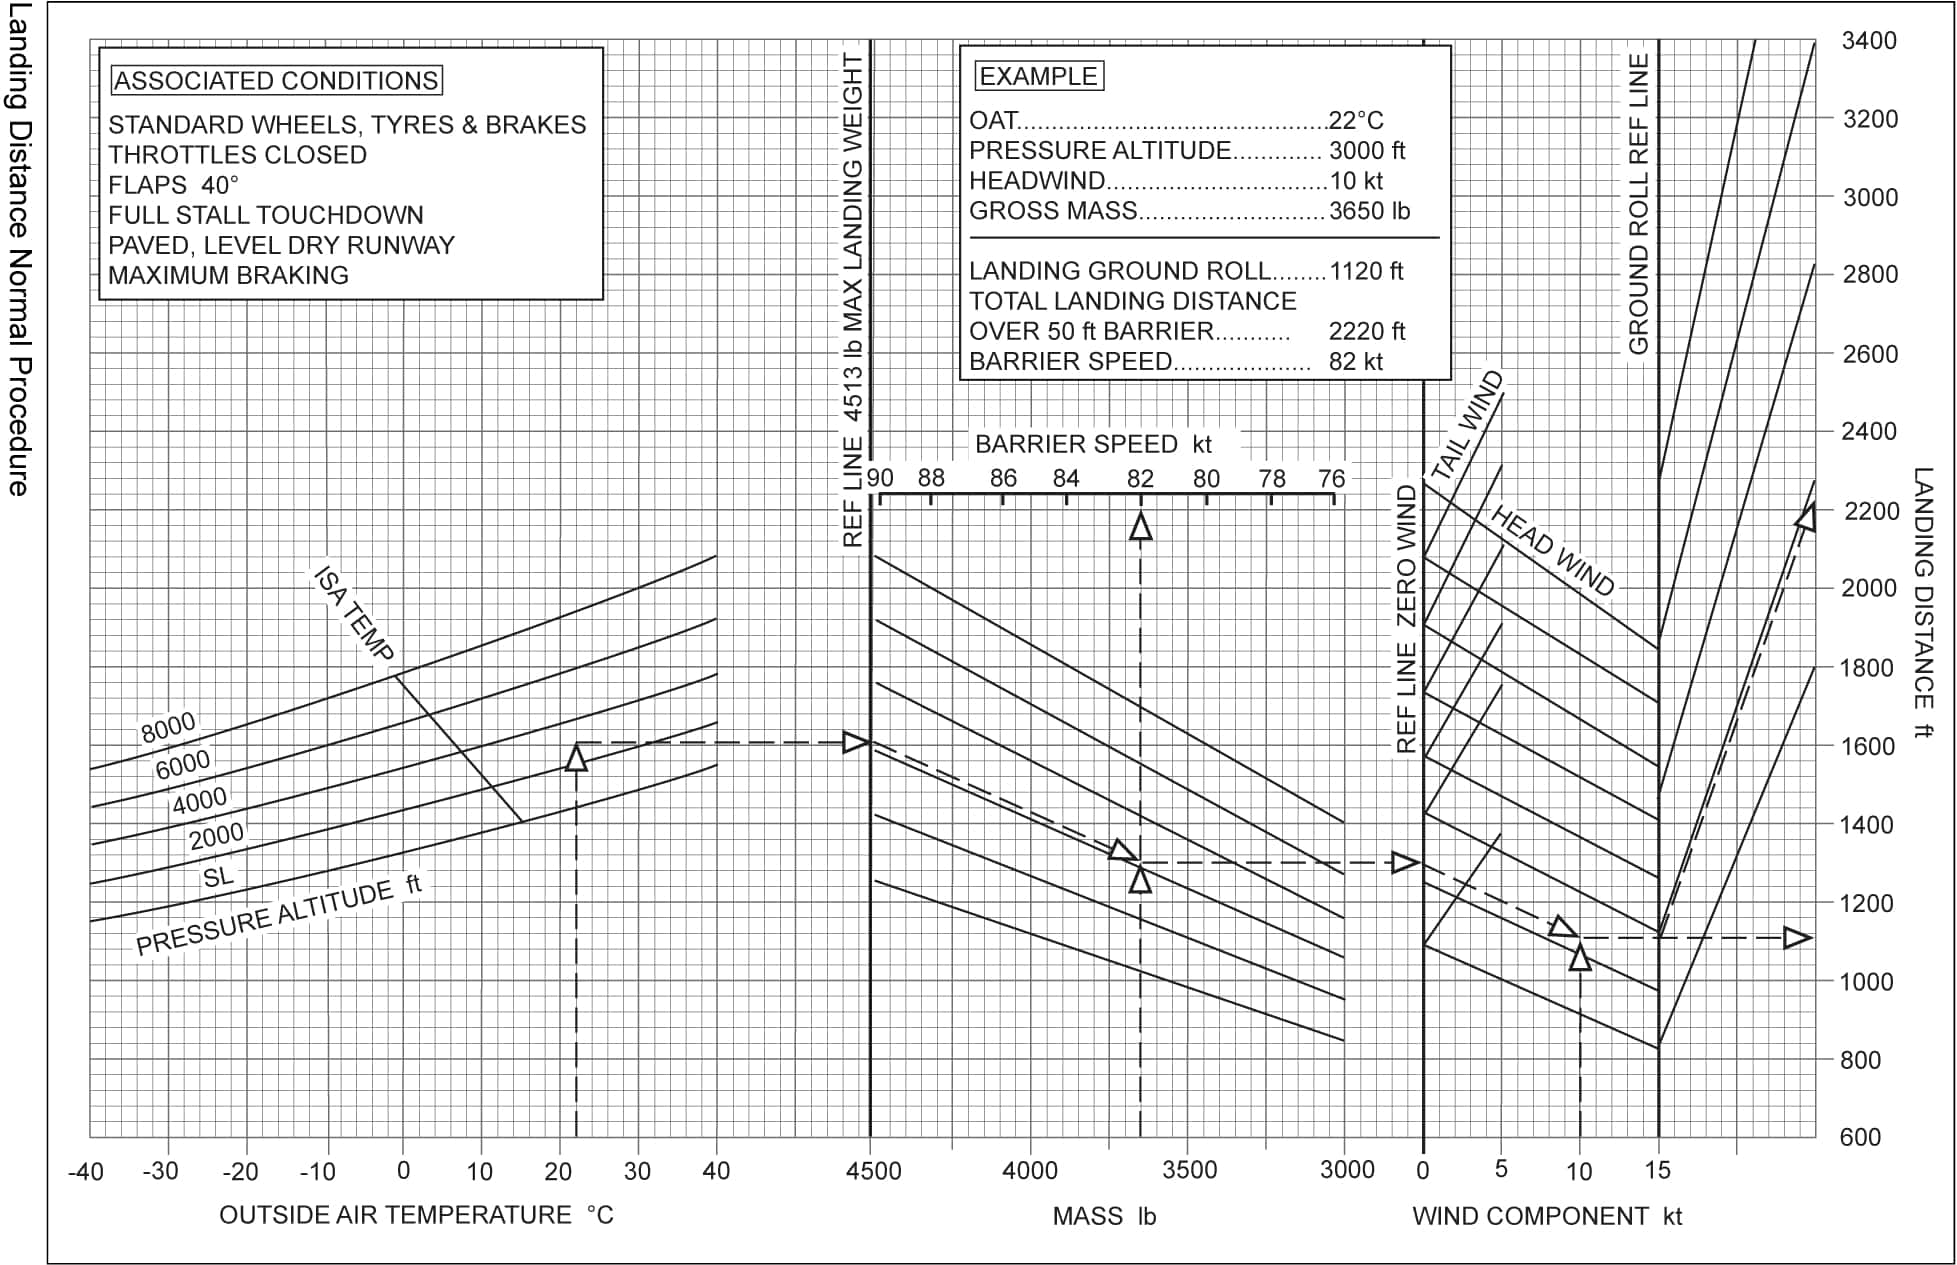 Landing Distance Normal Procedure
ASSOCIATED CONDITIONS
STANDARD WHEELS, TYRES & BRAKES
THROTTLES CLOSED
FLAPS 40°
FULL STALL TOUCHDOWN
PAVED, LEVEL DRY RUNWAY
MAXIMUM BRAKING
REF LINE 4513 lb MAX LANDING WEIGHT
EXAMPLE
OAT..............................................22°C
PRESSURE ALTITUDE............. 3000 ft
HEADWIND................................10 kt
GROSS MASS...........................3650 lb
LANDING GROUND ROLL........1120 ft
TOTAL LANDING DISTANCE
OVER 50 ft BARRIER........... 2220 ft
BARRIER SPEED.................... 82 kt
GROUND ROLL REF LINE
BARRIER SPEED kt
90 88 86 84 82 80 78 76
REF LINE ZERO WIND
TAIL WIND
HEAD WIND
ISA TEMP
8000
6000
4000
2000
SL
PRESSURE ALTITUDE ft
3400
3200
3000
2800
2600
2400
2200
2000
1800
1600
1400
1200
1000
800
600
LANDING DISTANCE ft
-40 -30 -20 -10 0 10 20 30 40 4500 4000 3500 3000 0 5 10 15
OUTSIDE AIR TEMPERATURE °C MASS lb WIND COMPONENT kt